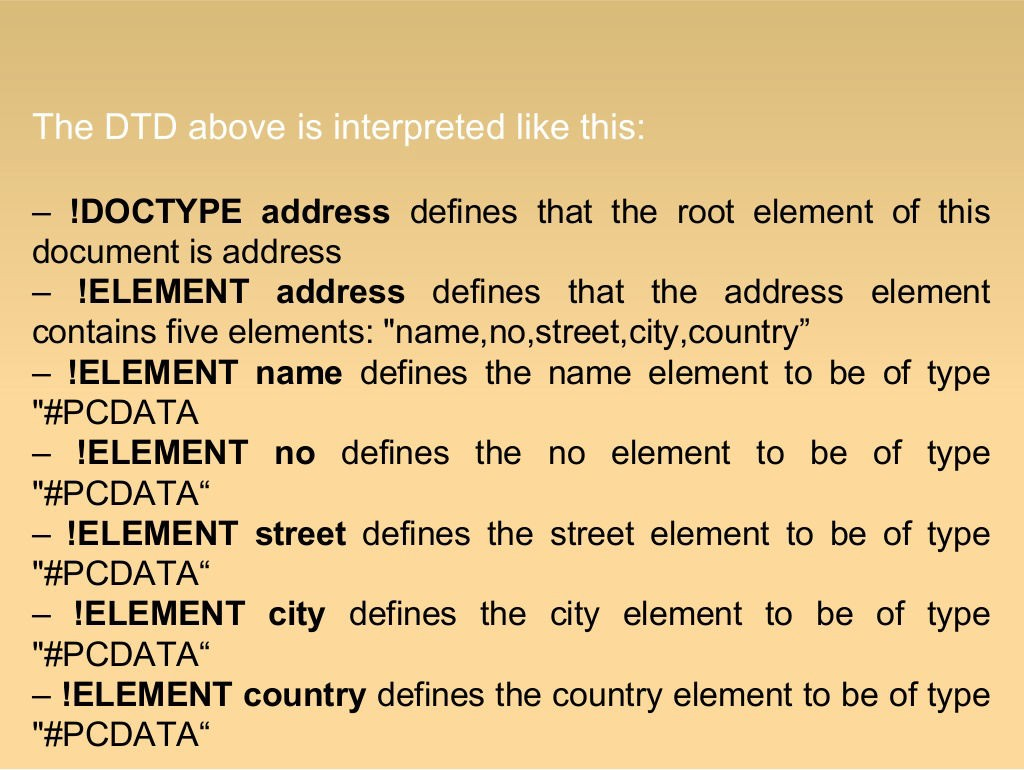 The DTD above is interpreted like this:
– !DOCTYPE address defines that the root element of this
document is address
– !ELEMENT address defines that the address element
contains five elements: "name,no,street,city,country”
– !ELEMENT name defines the name element to be of type
"#PCDATA
– !ELEMENT no defines the no element to be of type
"#PCDATA“
– !ELEMENT street defines the street element to be of type
"#PCDATA“
– !ELEMENT city defines the city element to be of type
"#PCDATA“
– !ELEMENT country defines the country element to be of type
"#PCDATA“